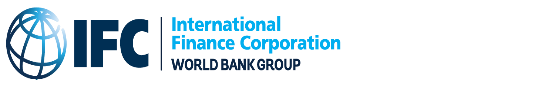 IFC
International
Finance Corporation
WORLD BANK GROUP